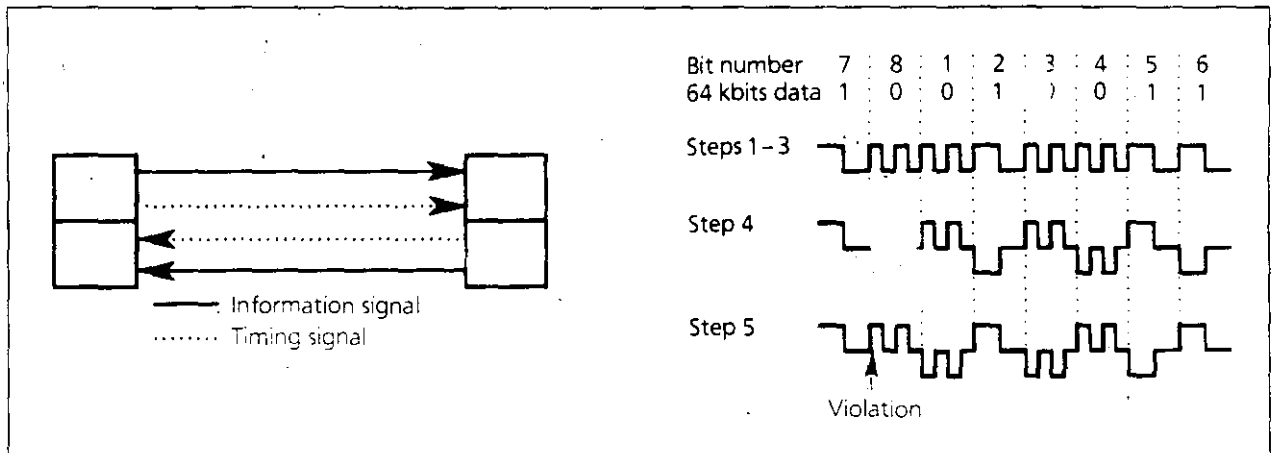 Bit number 7 8 1 2 3 4 5 6
64 kbits data 1 0 0 1 0 1 1
Steps 1–3
Step 4
Step 5
Violation
Information signal
Timing signal